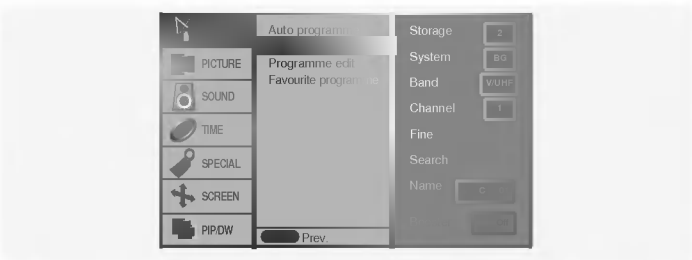 Auto programme
Programme edit
Favourite programme
Prev.
PICTURE
SOUND
TIME
SPECIAL
SCREEN
PIP/DW
Storage 2
System BG
Band V/UHF
Channel 1
Fine
Search
Name C